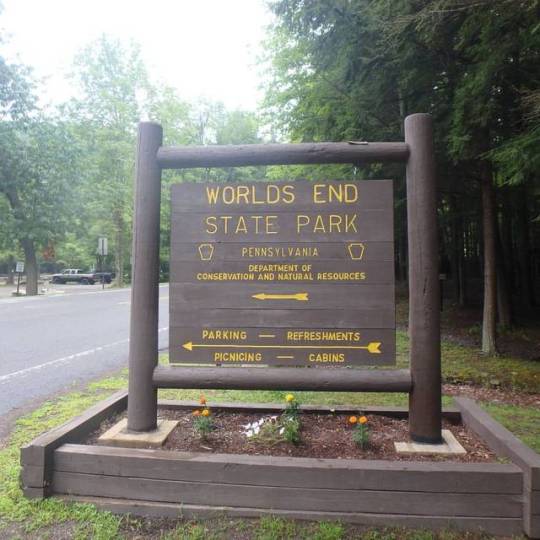 WORLDS END
STATE PARK
PENNSYLVANIA
DEPARTMENT OF
CONSERVATION AND NATURAL RESOURCES
PARKING — REFRESHMENTS
PICNICING — CABINS